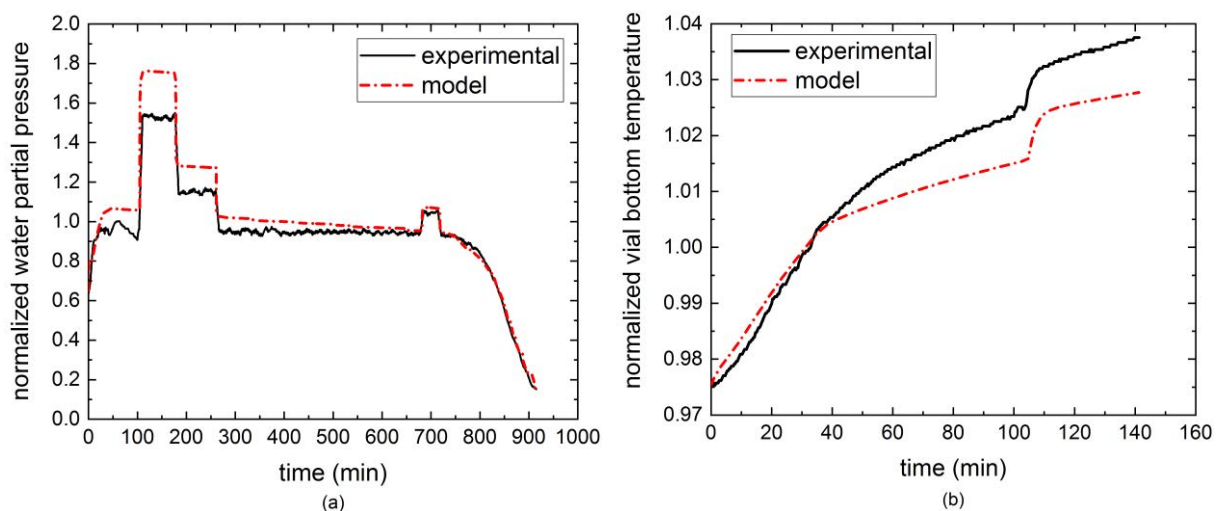 normalized water partial pressure
2.0
1.8
1.6
1.4
1.2
1.0
0.8
0.6
0.4
0.2
0.0
experimental
model
0 100 200 300 400 500 600 700 800 900 1000
time (min)
(a)
normalized vial bottom temperature
1.04
1.03
1.02
1.01
1.00
0.99
0.98
0.97
experimental
model
0 20 40 60 80 100 120 140 160
time (min)
(b)